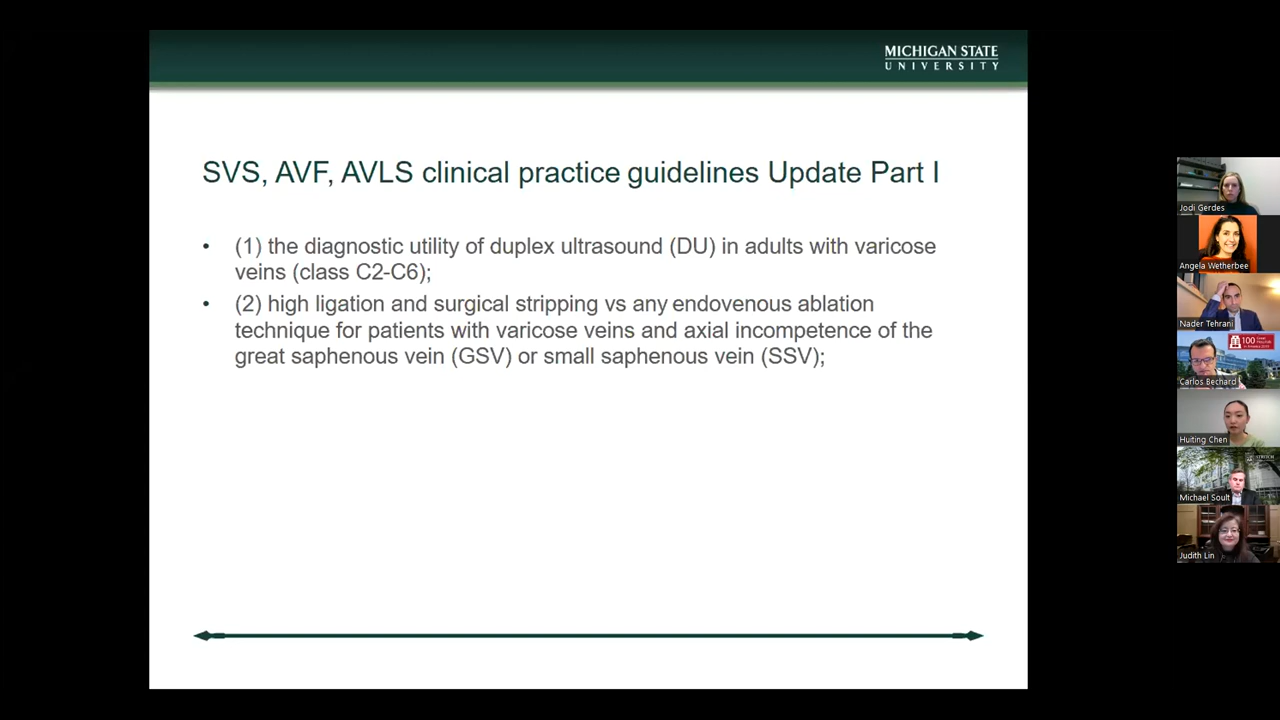 MICHIGAN STATE
UNIVERSITY
SVS, AVF, AVLS clinical practice guidelines Update Part I
• (1) the diagnostic utility of duplex ultrasound (DU) in adults with varicose
veins (class C2-C6);
• (2) high ligation and surgical stripping vs any endovenous ablation
technique for patients with varicose veins and axial incompetence of the
great saphenous vein (GSV) or small saphenous vein (SSV);
Jodi Gerdes
Angela Wetherbee
Nader Tehrani
100
Carlos Bechard
Huiting Chen
Michael Soult
Judith Lin